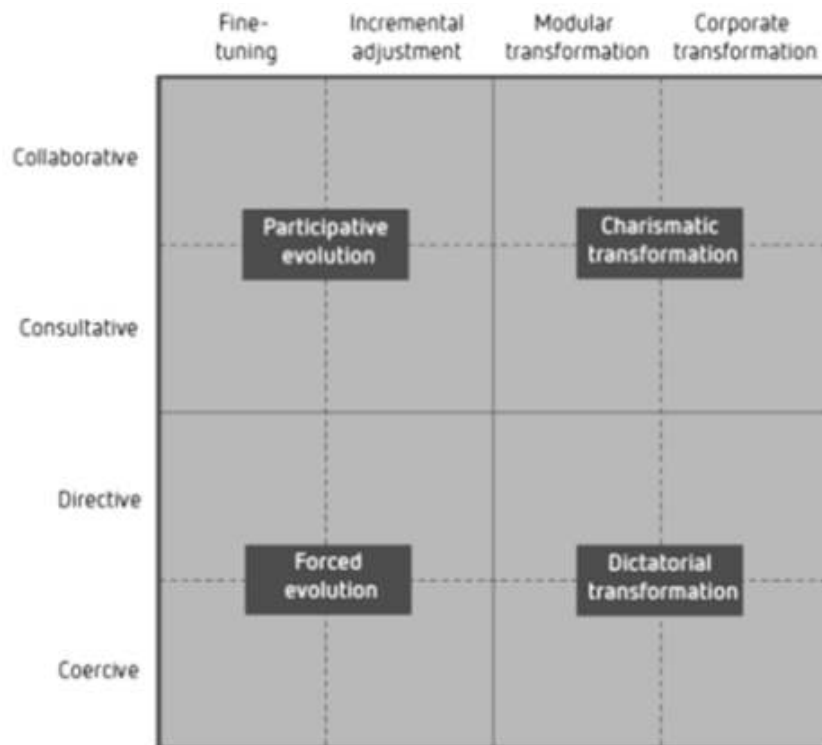 Fine-
tuning
Incremental
adjustment
Modular
transformation
Corporate
transformation
Collaborative
Participative
evolution
Charismatic
transformation
Consultative
Directive
Forced
evolution
Dictatorial
transformation
Coercive